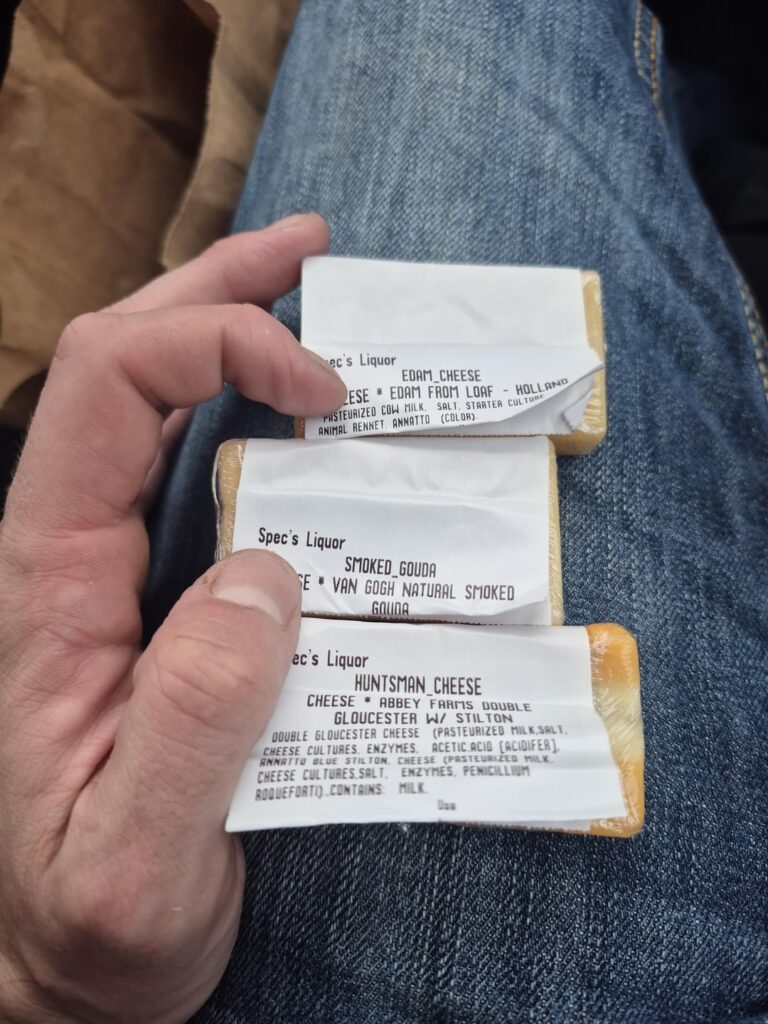 ec's Liquor
EDAM_CHEESE
EESE * EDAM FROM LOAF - HOLLAND
PASTEURIZED COW MILK, SALT, STARTER CULTURE,
ANIMAL RENNET, ANNATTO (COLOR)
Spec's Liquor
SMOKED_GOUDA
SE * VAN GOGH NATURAL SMOKED
GOUDA
ec's Liquor
HUNTSMAN_CHEESE
CHEESE * ABBEY FARMS DOUBLE
GLOUCESTER W/ STILTON
DOUBLE GLOUCESTER CHEESE (PASTEURIZED MILK,SALT,
CHEESE CULTURES, ENZYMES, ACETIC.ACID [ACIDIFER],
ANNATTO BLUE STILTON, CHEESE (PASTEURIZED MILK,
CHEESE CULTURES,SALT, ENZYMES, PENICILLIUM
ROQUEFORTI).,CONTAINS: MILK.